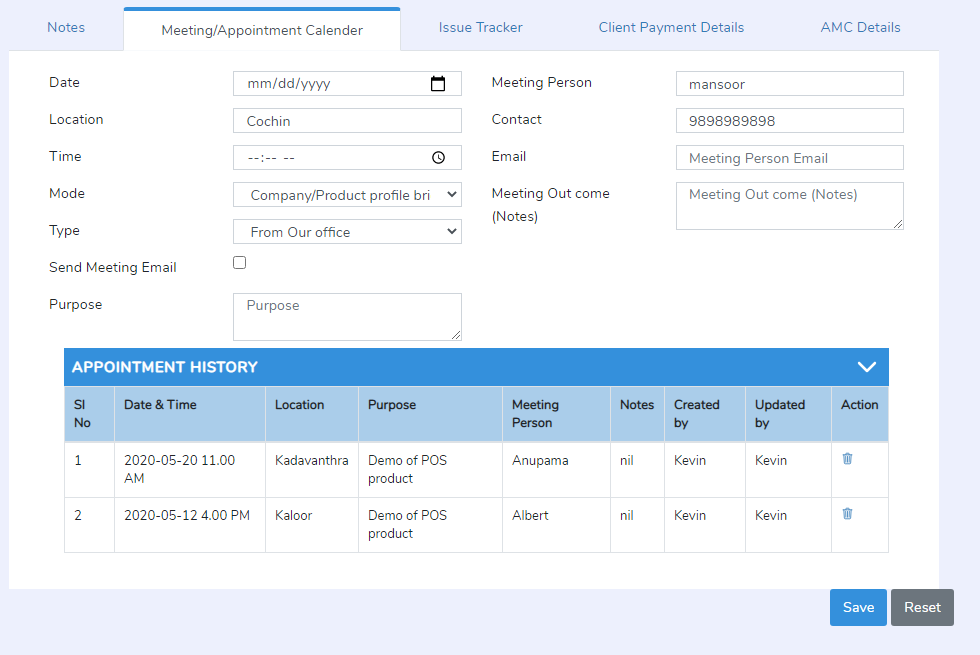 Notes
Meeting/Appointment Calender
Issue Tracker
Client Payment Details
AMC Details
Date
mm/dd/yyyy
Meeting Person
mansoor
Location
Cochin
Contact
9898989898
Time
--:-- --
Email
Meeting Person Email
Mode
Company/Product profile bri
Meeting Out come
(Notes)
Meeting Out come (Notes)
Type
From Our office
Send Meeting Email
Purpose
Purpose
APPOINTMENT HISTORY
Sl
No
Date & Time
Location
Purpose
Meeting
Person
Notes
Created
by
Updated
by
Action
1
2020-05-20 11.00
AM
Kadavanthra
Demo of POS
product
Anupama
nil
Kevin
Kevin
2
2020-05-12 4.00 PM
Kaloor
Demo of POS
product
Albert
nil
Kevin
Kevin
Save
Reset